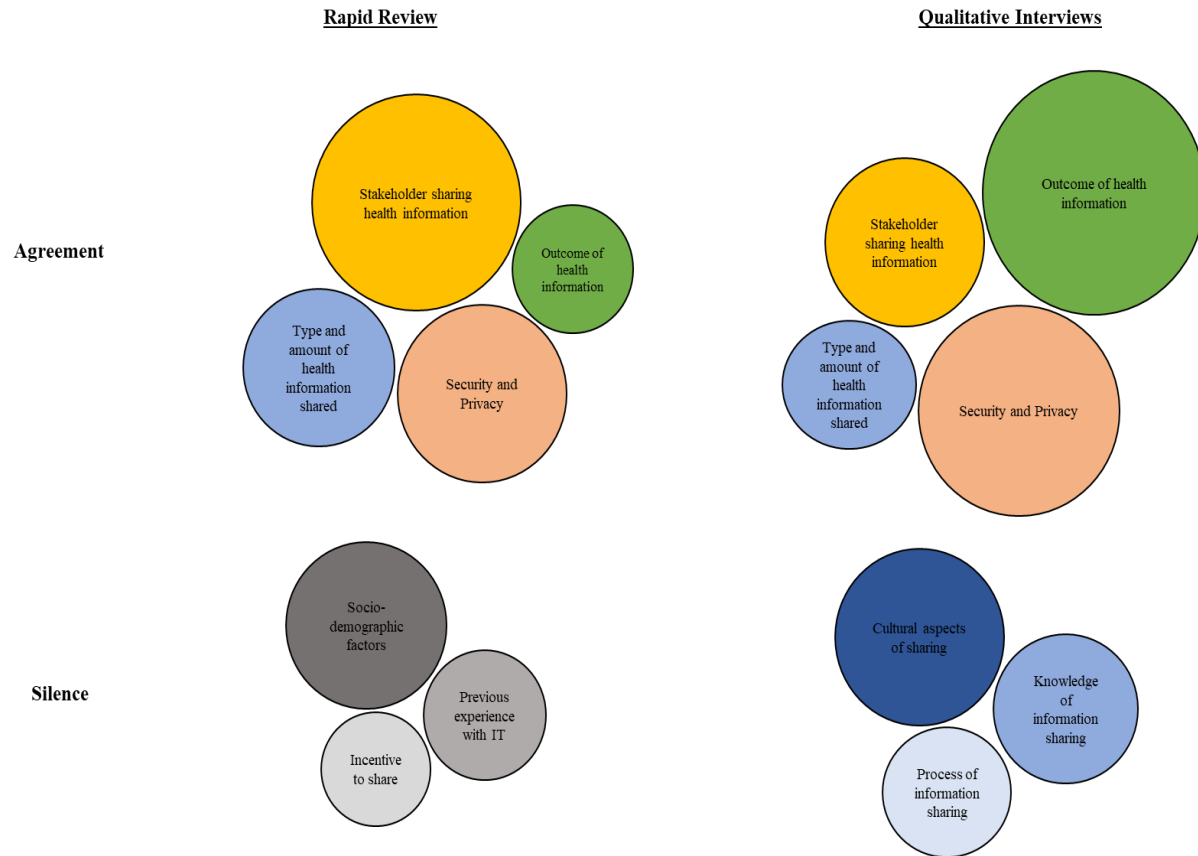 Rapid Review
Qualitative Interviews
Agreement
Stakeholder sharing
health information
Outcome of
health
information
Type and
amount of
health
information
shared
Security and
Privacy
Outcome of health
information
Stakeholder
sharing health
information
Type and
amount of
health
information
shared
Security and Privacy
Silence
Socio-
demographic
factors
Previous
experience
with IT
Incentive
to share
Cultural aspects
of sharing
Knowledge
of
information
sharing
Process of
information
sharing